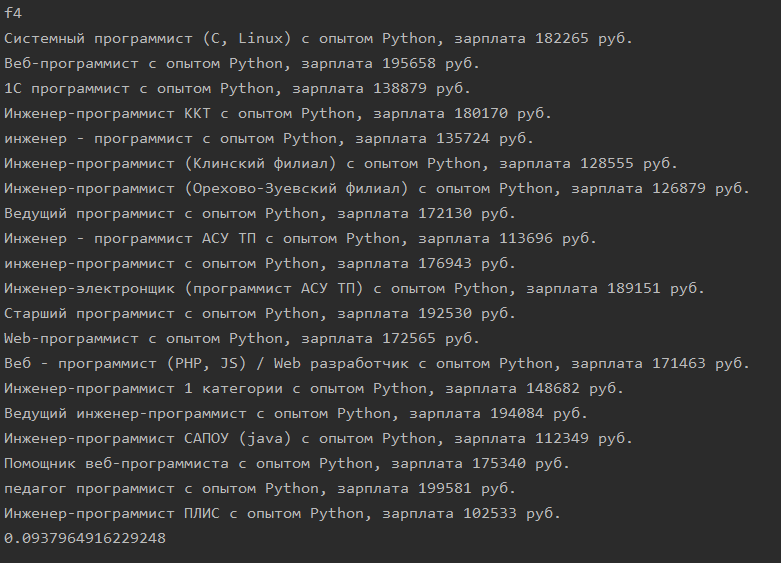 f4
Системный программист (C, Linux) с опытом Python, зарплата 182265 руб.
Веб-программист с опытом Python, зарплата 195658 руб.
1С программист с опытом Python, зарплата 138879 руб.
Инженер-программист ККТ с опытом Python, зарплата 180170 руб.
инженер - программист с опытом Python, зарплата 135724 руб.
Инженер-программист (Клинский филиал) с опытом Python, зарплата 128555 руб.
Инженер-программист (Орехово-Зуевский филиал) с опытом Python, зарплата 126879 руб.
Ведущий программист с опытом Python, зарплата 172130 руб.
Инженер - программист АСУ ТП с опытом Python, зарплата 113696 руб.
инженер-программист с опытом Python, зарплата 176943 руб.
Инженер-электронщик (программист АСУ ТП) с опытом Python, зарплата 189151 руб.
Старший программист с опытом Python, зарплата 192530 руб.
Web-программист с опытом Python, зарплата 172565 руб.
Веб - программист (PHP, JS) / Web разработчик с опытом Python, зарплата 171463 руб.
Инженер-программист 1 категории с опытом Python, зарплата 148682 руб.
Ведущий инженер-программист с опытом Python, зарплата 194084 руб.
Инженер-программист САПОУ (java) с опытом Python, зарплата 112349 руб.
Помощник веб-программиста с опытом Python, зарплата 175340 руб.
педагог программист с опытом Python, зарплата 199581 руб.
Инженер-программист ПЛИС с опытом Python, зарплата 102533 руб.
0.0937964916229248